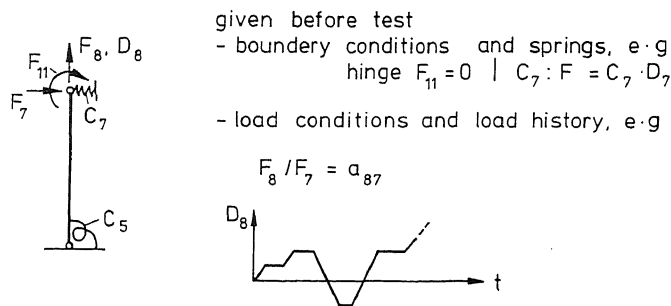 given before test
- boundery conditions and springs, e·g
hinge F₁₁=0 | C₇: F = C₇ · D₇
- load conditions and load history, e·g
F₈ / F₇ = a₈₇
F₈, D₈
F₁₁
F₇
C₇
C₅
D₈
t